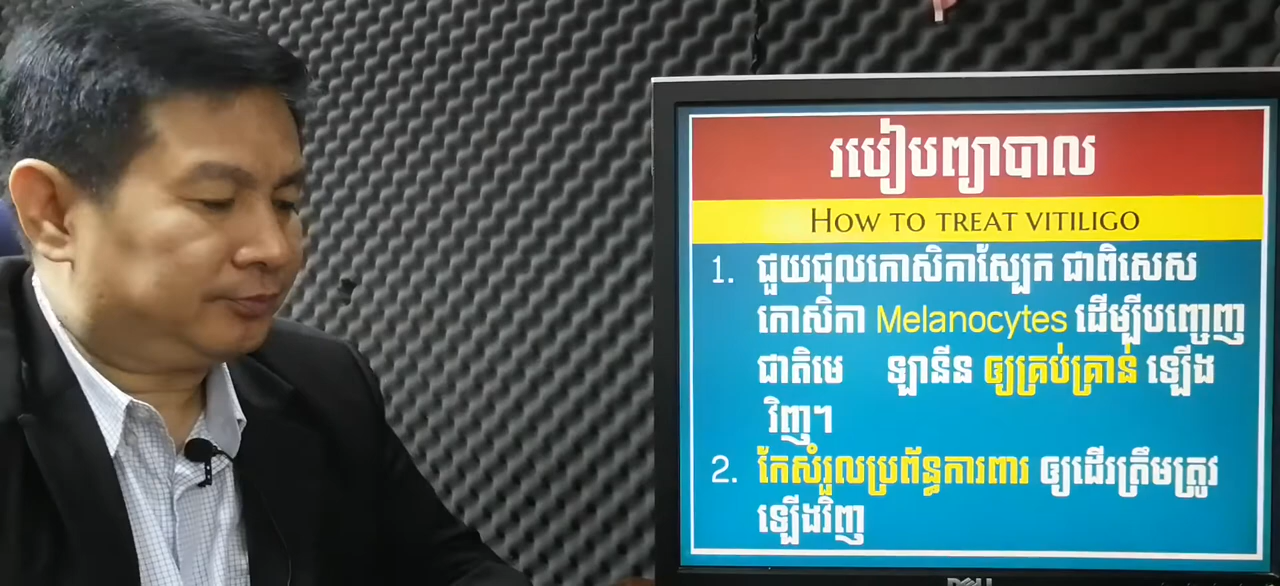 របៀបព្យាបាល
HOW TO TREAT VITILIGO
1. ជួយជុលកោសិកាស្បែក ជាពិសេស
កោសិកា Melanocytes ដើម្បីបញ្ចេញ
ជាតិមេ ឡានីន ឲ្យគ្រប់គ្រាន់ ឡើង
វិញ។
2. កែសំរួលប្រព័ន្ធការពារ ឲ្យដើរត្រឹមត្រូវ
ឡើងវិញ
DELL